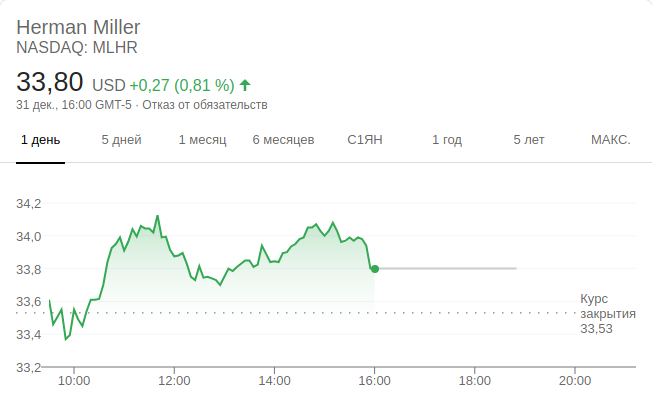 Herman Miller
NASDAQ: MLHR
33,80 USD +0,27 (0,81 %)
31 дек., 16:00 GMT-5 · Отказ от обязательств
1 день 5 дней 1 месяц 6 месяцев С1ЯН 1 год 5 лет МАКС.
34,2
34,0
33,8
33,6
33,4
33,2
Курс
закрытия
33,53
10:00 12:00 14:00 16:00 18:00 20:00